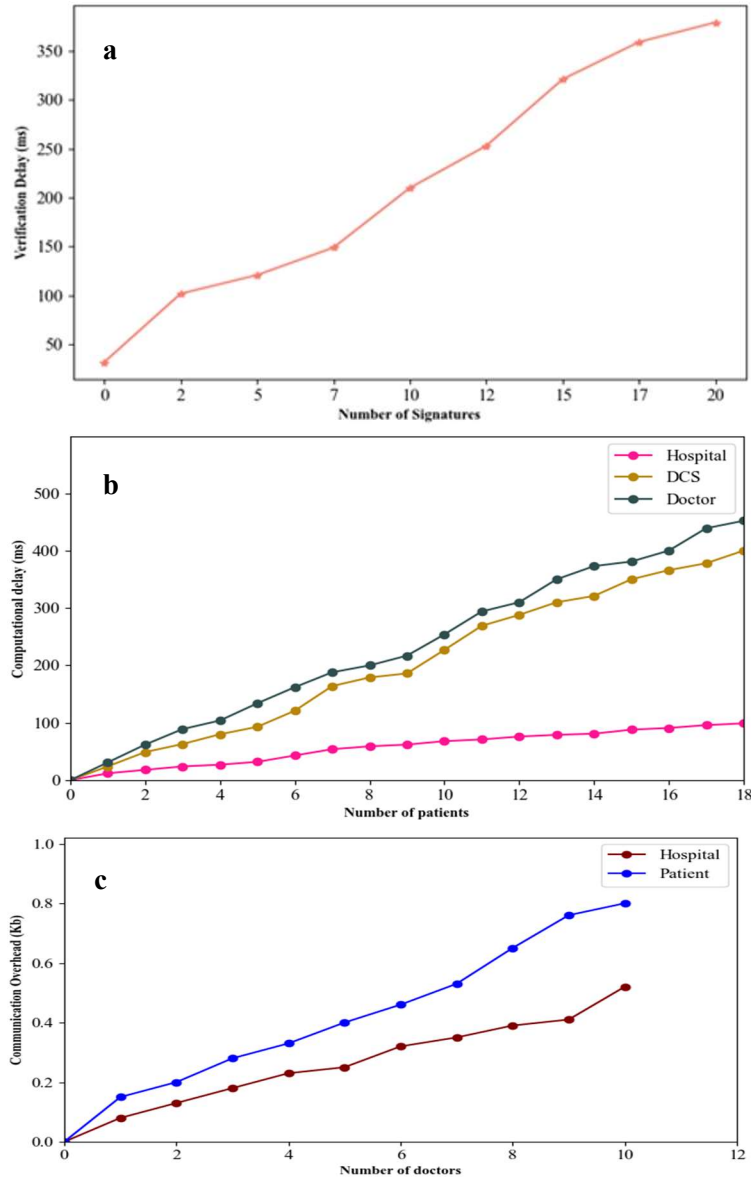 a
350
300
250
200
150
100
50
Verification Delay (ms)
0 2 5 7 10 12 15 17 20
Number of Signatures
b
Hospital
DCS
Doctor
500
400
300
200
100
0
Computational delay (ms)
0 2 4 6 8 10 12 14 16 18
Number of patients
c
Hospital
Patient
1.0
0.8
0.6
0.4
0.2
0.0
Communication Overhead (Kb)
0 2 4 6 8 10 12
Number of doctors